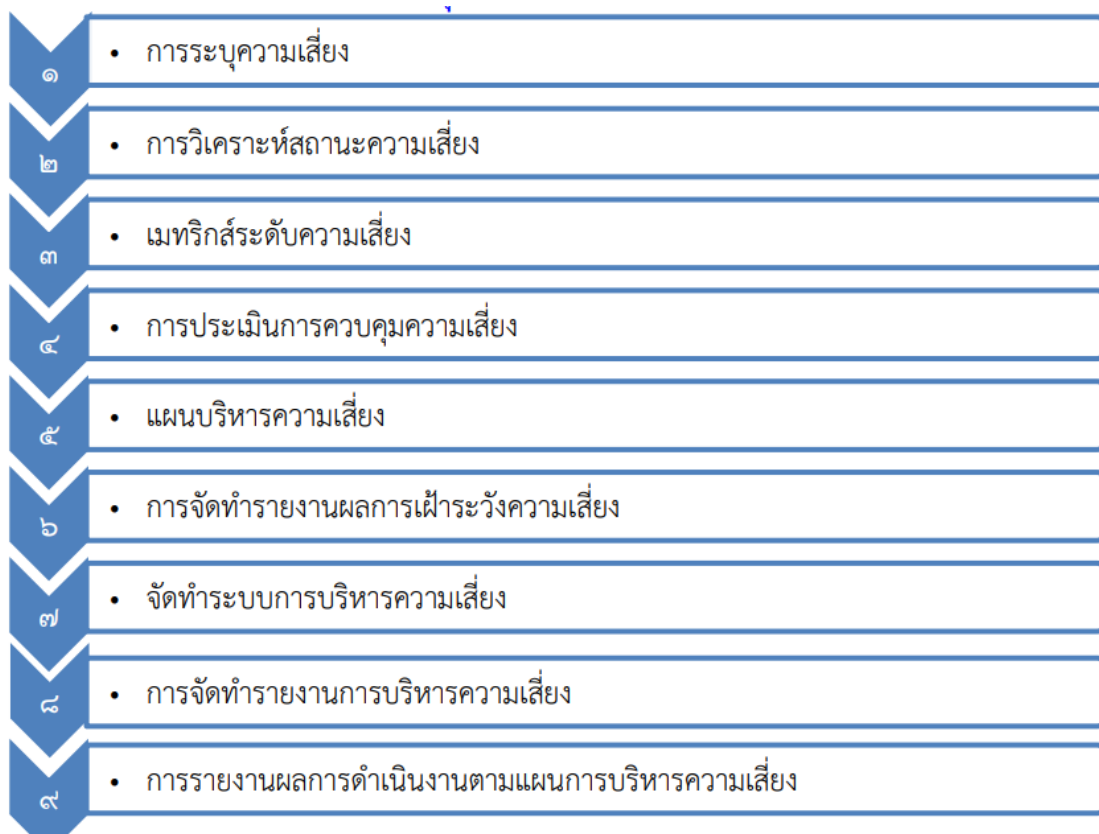 • การระบุความเสี่ยง
๑
• การวิเคราะห์สถานะความเสี่ยง
๒
• เมทริกส์ระดับความเสี่ยง
๓
• การประเมินการควบคุมความเสี่ยง
๔
• แผนบริหารความเสี่ยง
๕
• การจัดทำรายงานผลการเฝ้าระวังความเสี่ยง
๖
• จัดทำระบบการบริหารความเสี่ยง
๗
• การจัดทำรายงานการบริหารความเสี่ยง
๘
• การรายงานผลการดำเนินงานตามแผนการบริหารความเสี่ยง
๙